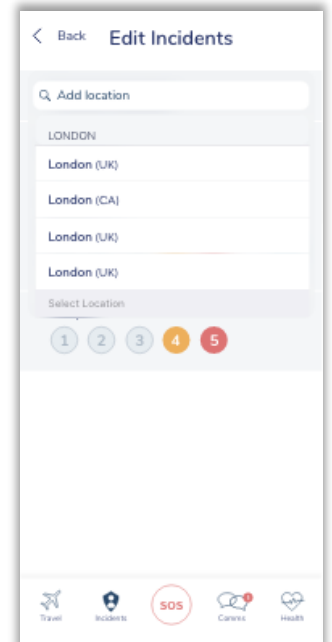 Back Edit Incidents
Add location
LONDON
London (UK)
London (CA)
London (UK)
London (UK)
Select Location
1 2 3 4 5
SOS
Travel Incidents Comms Health